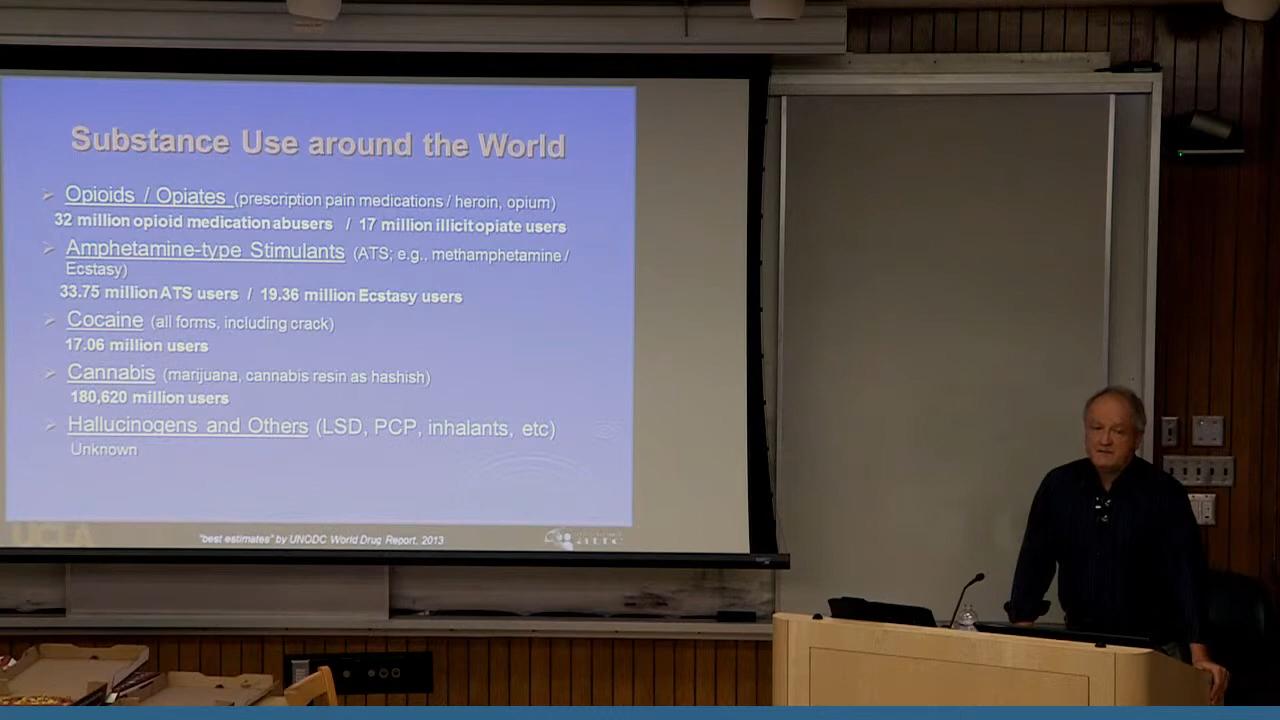 Substance Use around the World
Opioids / Opiates (prescription pain medications / heroin, opium)
32 million opioid medication abusers / 17 million illicit opiate users
Amphetamine-type Stimulants (ATS; e.g., methamphetamine /
Ecstasy)
33.75 million ATS users / 19.36 million Ecstasy users
Cocaine (all forms, including crack)
17.06 million users
Cannabis (marijuana, cannabis resin as hashish)
180,620 million users
Hallucinogens and Others (LSD, PCP, inhalants, etc)
Unknown
UCLA
"best estimates" by UNODC World Drug Report, 2013